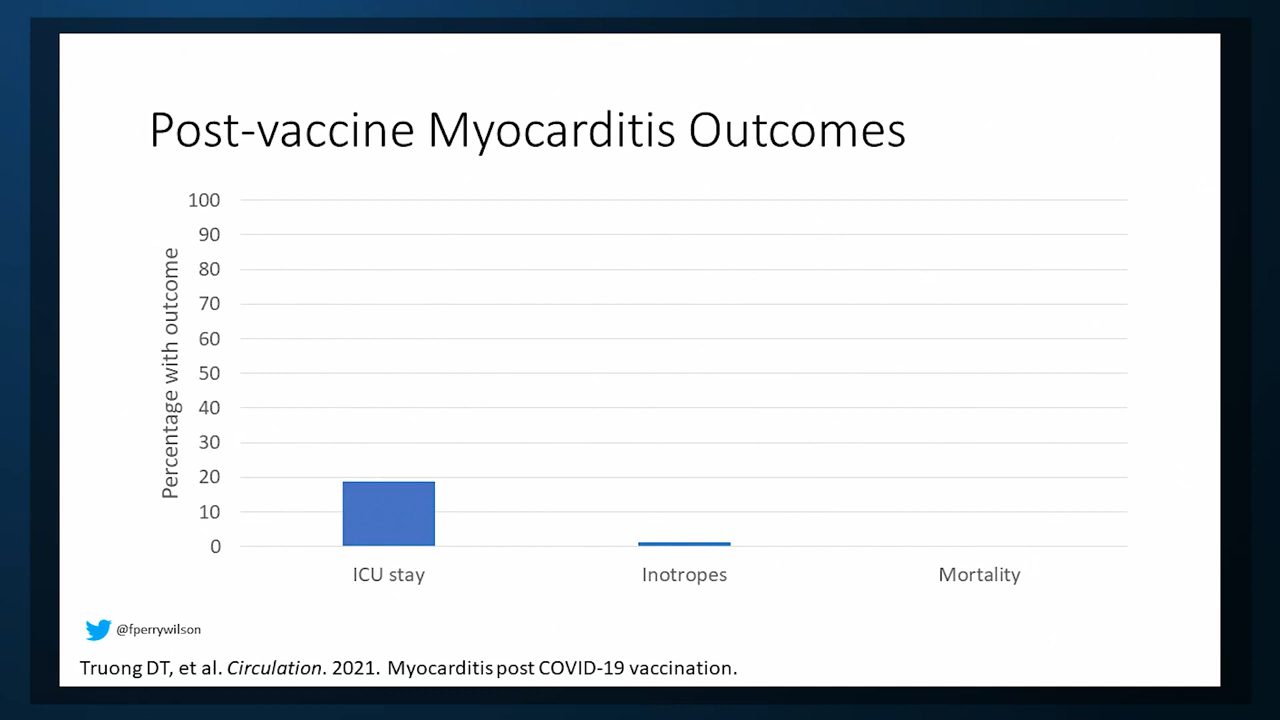 Post-vaccine Myocarditis Outcomes
Percentage with outcome
100
90
80
70
60
50
40
30
20
10
0
ICU stay
Inotropes
Mortality
@fperrywilson
Truong DT, et al. Circulation. 2021. Myocarditis post COVID-19 vaccination.